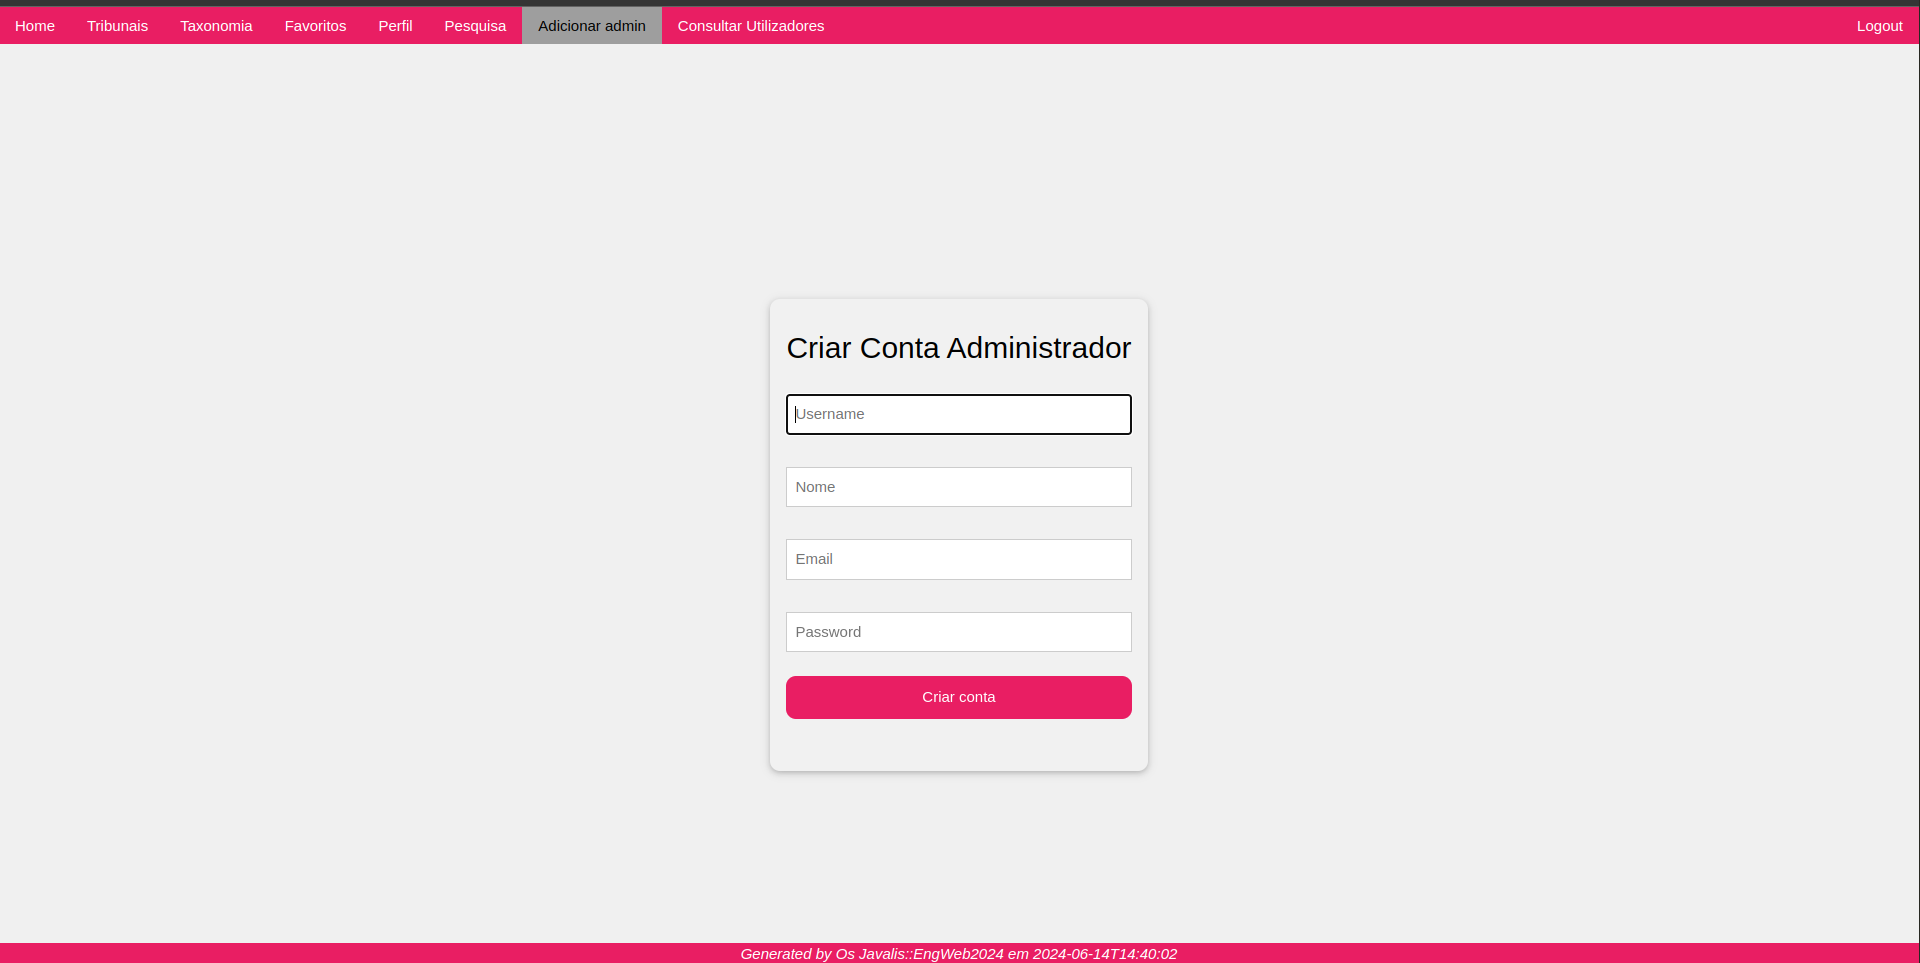 Home Tribunais Taxonomia Favoritos Perfil Pesquisa Adicionar admin Consultar Utilizadores Logout
Criar Conta Administrador
Username
Nome
Email
Password
Criar conta
Generated by Os Javalis::EngWeb2024 em 2024-06-14T14:40:02